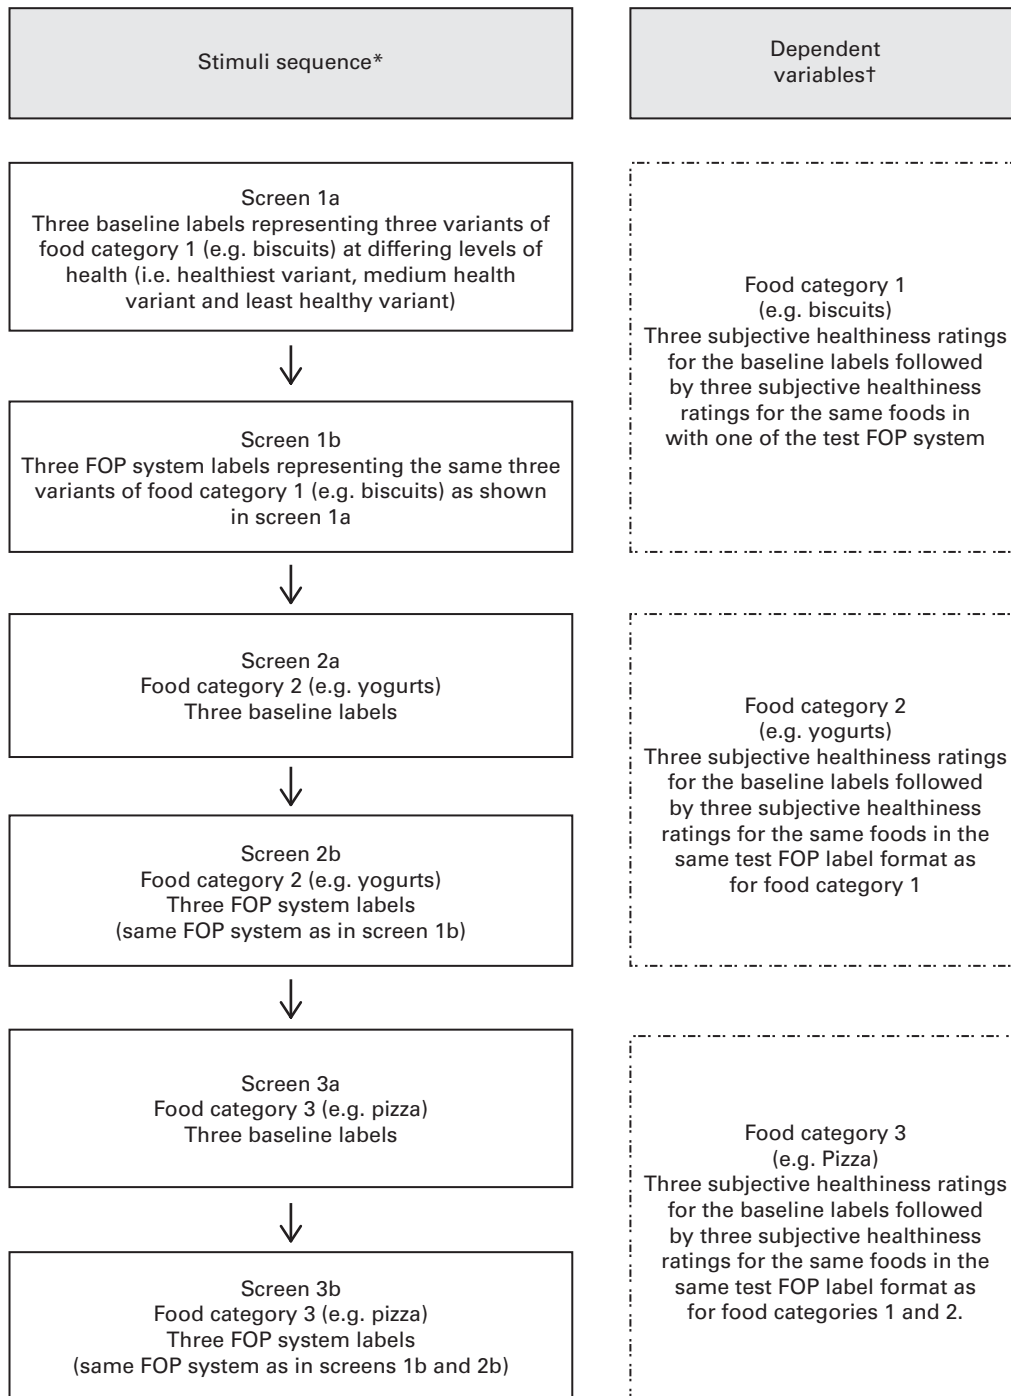 Stimuli sequence*
Dependent
variables†
Screen 1a
Three baseline labels representing three variants of
food category 1 (e.g. biscuits) at differing levels of
health (i.e. healthiest variant, medium health
variant and least healthy variant)
Screen 1b
Three FOP system labels representing the same three
variants of food category 1 (e.g. biscuits) as shown
in screen 1a
Food category 1
(e.g. biscuits)
Three subjective healthiness ratings
for the baseline labels followed
by three subjective healthiness
ratings for the same foods in
with one of the test FOP system
Screen 2a
Food category 2 (e.g. yogurts)
Three baseline labels
Screen 2b
Food category 2 (e.g. yogurts)
Three FOP system labels
(same FOP system as in screen 1b)
Food category 2
(e.g. yogurts)
Three subjective healthiness ratings
for the baseline labels followed
by three subjective healthiness
ratings for the same foods in the
same test FOP label format as
for food category 1
Screen 3a
Food category 3 (e.g. pizza)
Three baseline labels
Screen 3b
Food category 3 (e.g. pizza)
Three FOP system labels
(same FOP system as in screens 1b and 2b)
Food category 3
(e.g. Pizza)
Three subjective healthiness ratings
for the baseline labels followed
by three subjective healthiness
ratings for the same foods in the
same test FOP label format as
for food categories 1 and 2.